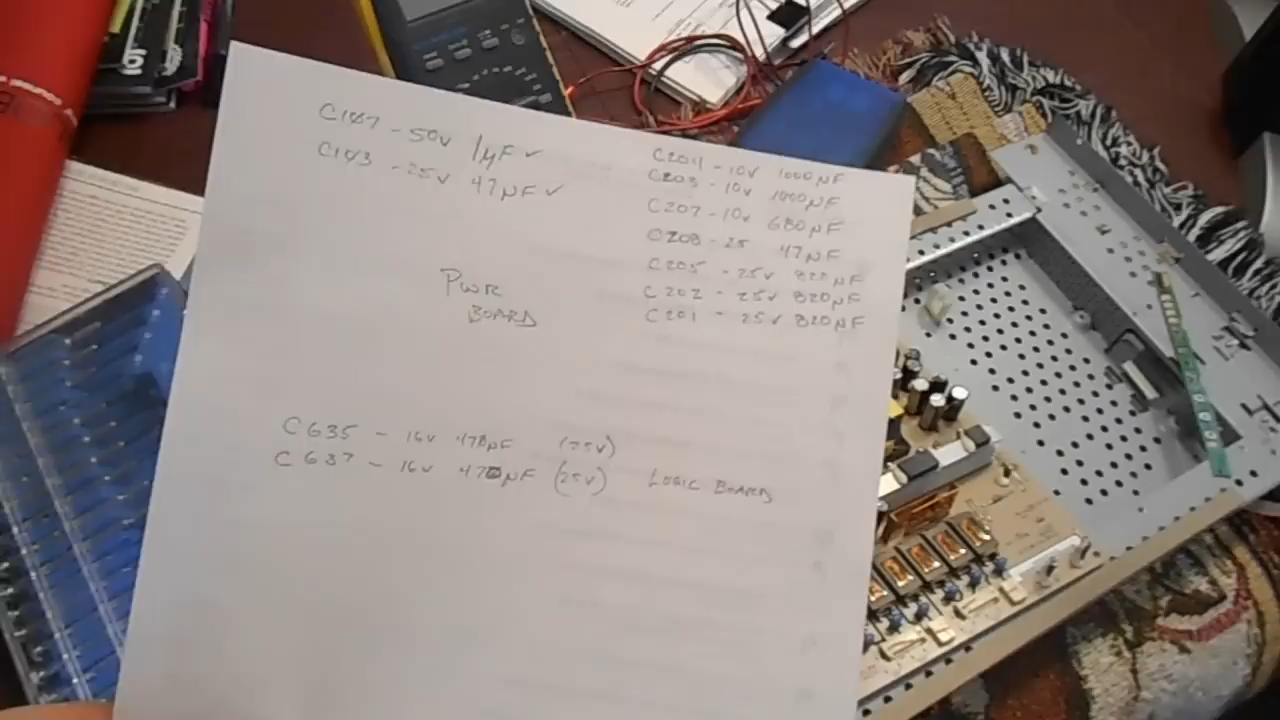 C107 - 50V 1µF ✓
C103 - 25V 47µF ✓
C204 - 10V 1000µF
C203 - 10V 1000µF
C207 - 10V 680µF
C208 - 25 47µF
C205 - 25V 820µF
C202 - 25V 820µF
C201 - 25V 820µF
PWR
BOARD
C635 - 16V 470µF (25V)
C637 - 16V 470µF (25V) LOGIC BOARD